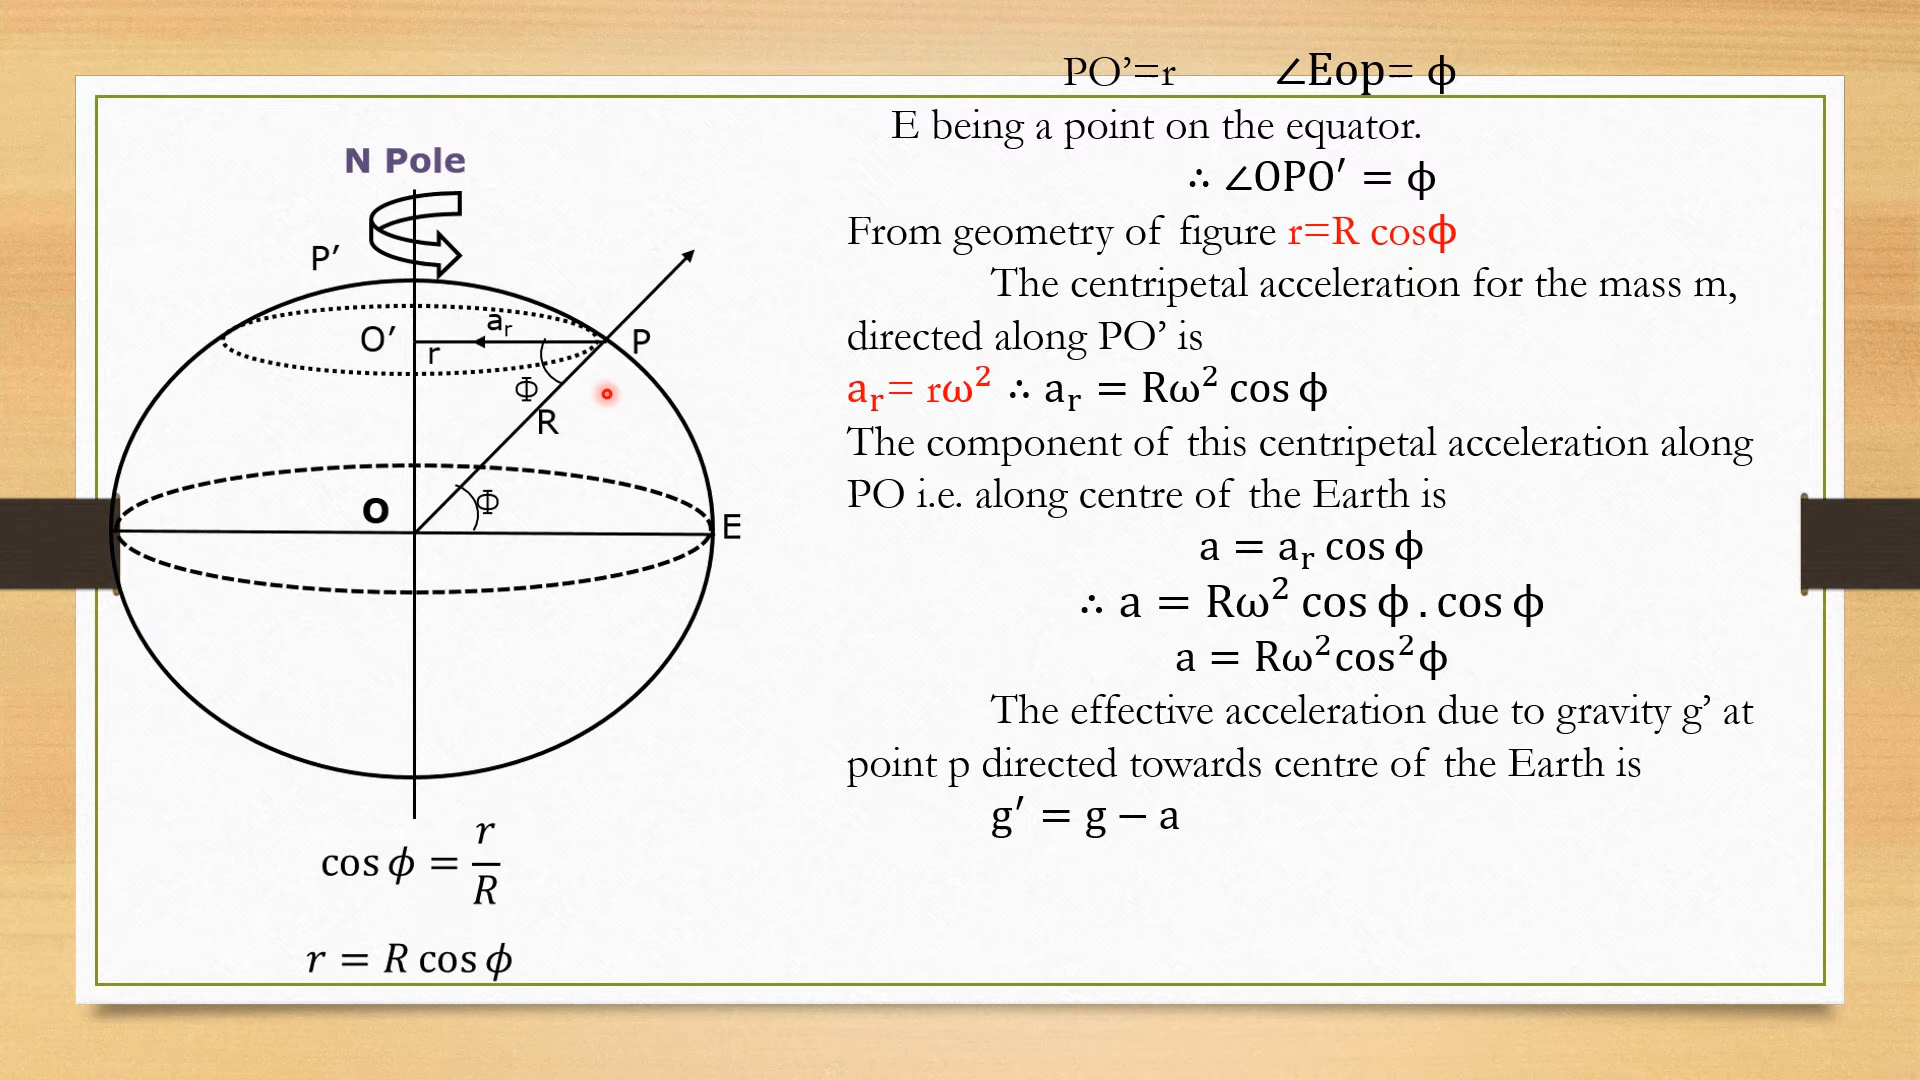 PO’=r ∠Eop= ϕ
E being a point on the equator.
∴ ∠OPO′ = ϕ
From geometry of figure r=R cosϕ
The centripetal acceleration for the mass m,
directed along PO’ is
aᵣ= rω² ∴ aᵣ = Rω² cos ϕ
The component of this centripetal acceleration along
PO i.e. along centre of the Earth is
a = aᵣ cos ϕ
∴ a = Rω² cos ϕ . cos ϕ
a = Rω²cos²ϕ
The effective acceleration due to gravity g’ at
point p directed towards centre of the Earth is
g′ = g − a
N Pole
P′
O′
aᵣ
r
P
Φ
R
O
Φ
E
cos ϕ = r/R
r = R cos ϕ